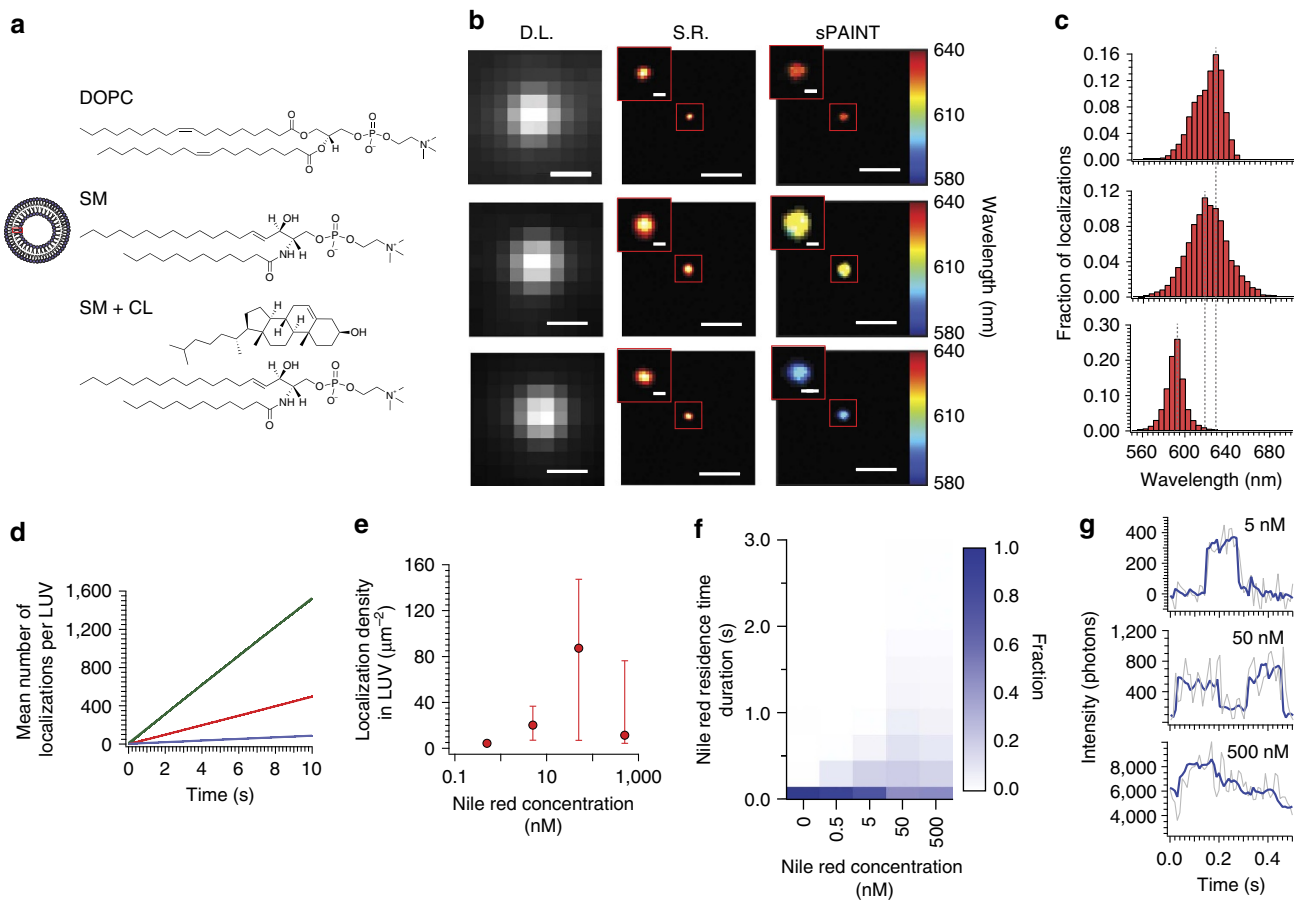 a
DOPC
O
O
O
H
O
O
P
O
O⁻
N
+
SM
OH
O
P
O
O⁻
N
+
NH
H
O
SM + CL
H
H
H
H
OH
OH
O
P
O
O⁻
N
+
NH
H
O
b
D.L.
S.R.
sPAINT
640
610
580
640
610
580
640
610
580
Wavelength (nm)
c
0.16
0.12
0.08
0.04
0.00
0.12
0.08
0.04
0.00
0.30
0.20
0.10
0.00
Fraction of localizations
560
600
640
680
Wavelength (nm)
d
Mean number of
localizations per LUV
1,600
1,200
800
400
0
0
2
4
6
8
10
Time (s)
e
Localization density
in LUV (μm⁻²)
160
120
80
40
0
0.1
10
1,000
Nile red concentration
(nM)
f
Nile red residence time
duration (s)
3.0
2.0
1.0
0.0
0
0.5
5
50
500
Nile red concentration
(nM)
1.0
0.8
0.6
0.4
0.2
0.0
Fraction
g
Intensity (photons)
400
200
0
5 nM
1,200
800
400
50 nM
8,000
6,000
4,000
500 nM
0.0
0.2
0.4
Time (s)